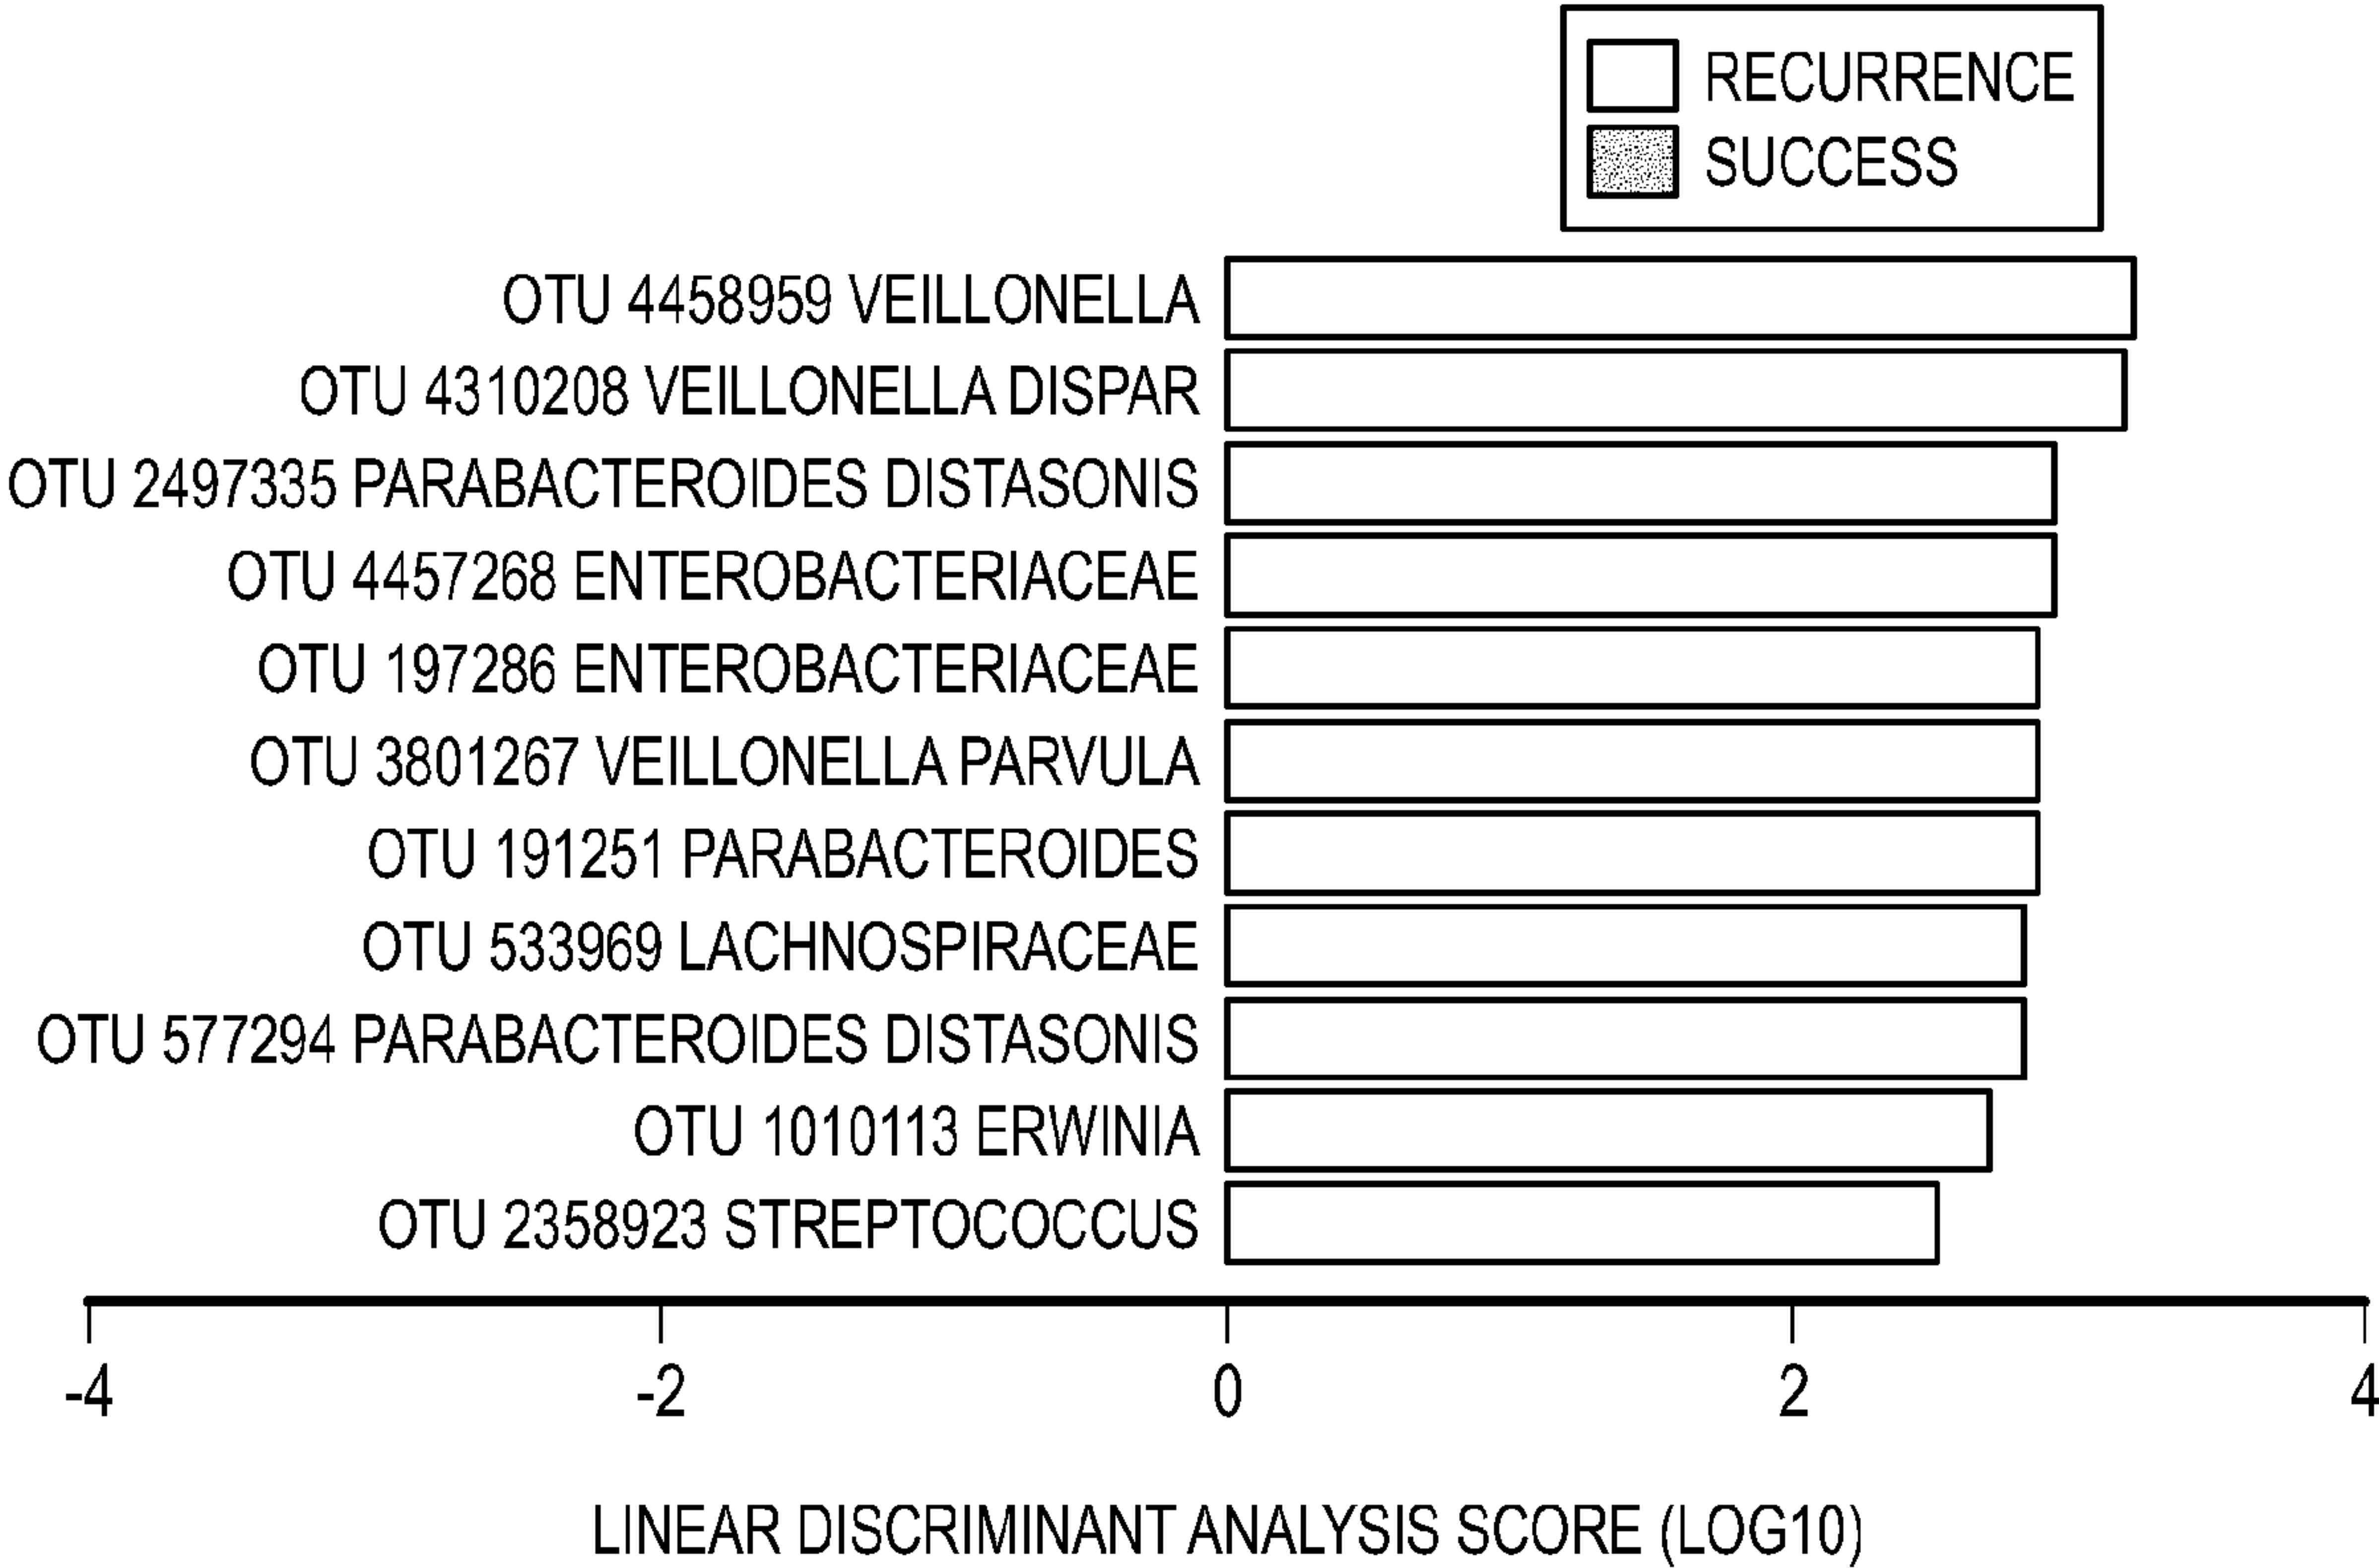 RECURRENCE
SUCCESS
OTU 4458959 VEILLONELLA
OTU 4310208 VEILLONELLA DISPAR
OTU 2497335 PARABACTEROIDES DISTASONIS
OTU 4457268 ENTEROBACTERIACEAE
OTU 197286 ENTEROBACTERIACEAE
OTU 3801267 VEILLONELLA PARVULA
OTU 191251 PARABACTEROIDES
OTU 533969 LACHNOSPIRACEAE
OTU 577294 PARABACTEROIDES DISTASONIS
OTU 1010113 ERWINIA
OTU 2358923 STREPTOCOCCUS
-4 -2 0 2 4
LINEAR DISCRIMINANT ANALYSIS SCORE (LOG10)